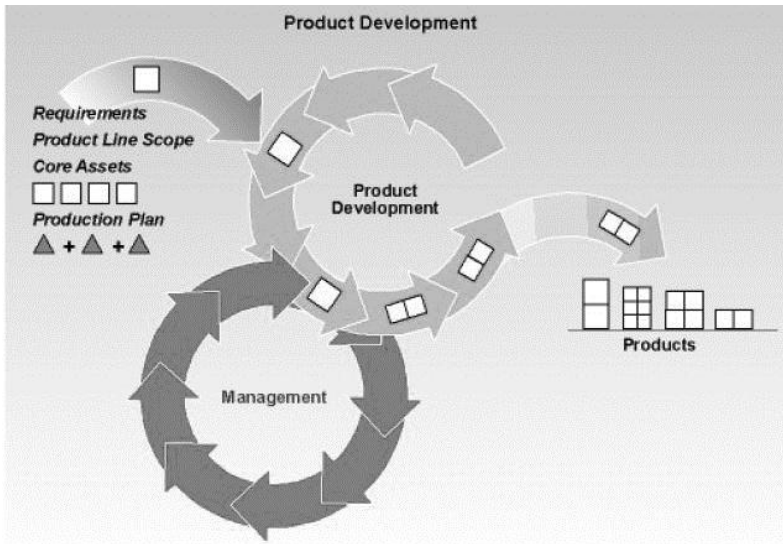 Product Development
Requirements
Product Line Scope
Core Assets
Production Plan
+ +
Product
Development
Management
Products